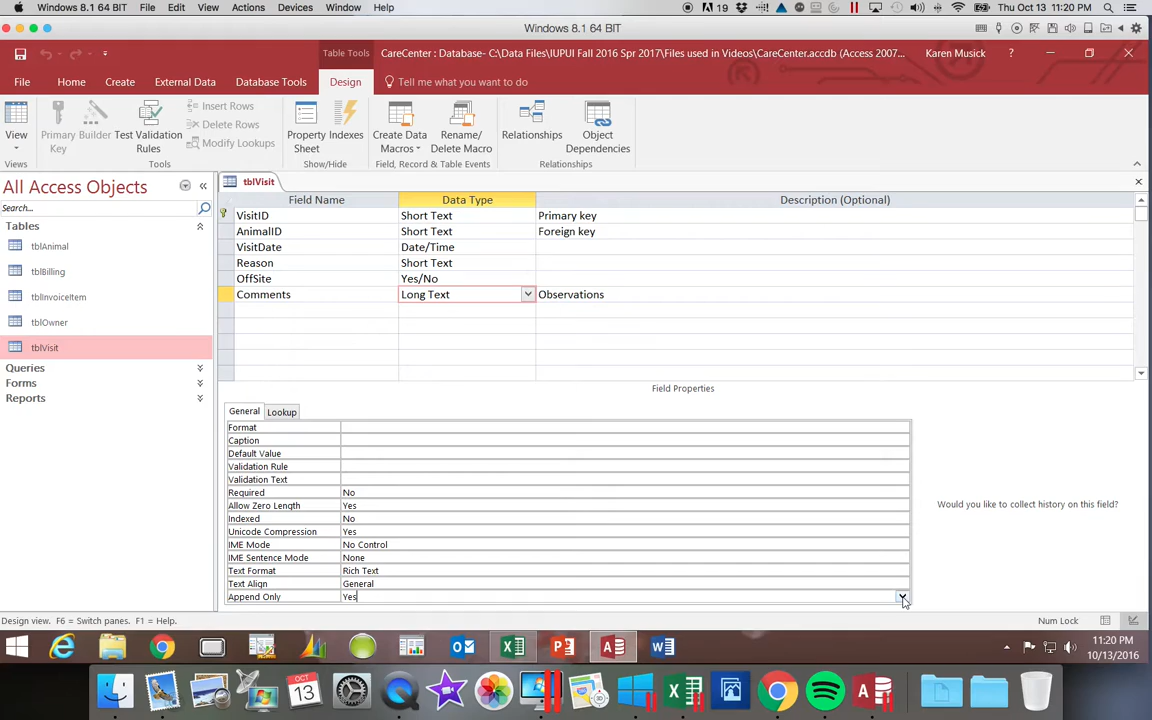 File Edit View Actions Devices Window Help 19 Thu Oct 13 11:20 PM
Windows 8.1 64 BIT
Table Tools CareCenter : Database- C:\Data Files\IUPUI Fall 2016 Spr 2017\Files used in Videos\CareCenter.accdb (Access 2007... Karen Musick ?
File Home Create External Data Database Tools Design Tell me what you want to do
View
Primary Key
Builder
Test Validation Rules
Insert Rows
Delete Rows
Modify Lookups
Property Sheet
Indexes
Create Data Macros
Rename/ Delete Macro
Relationships
Object Dependencies
Views Tools Show/Hide Field, Record & Table Events Relationships
All Access Objects
Search...
Tables
tblAnimal
tblBilling
tblInvoiceItem
tblOwner
tblVisit
Queries
Forms
Reports
tblVisit
Field Name Data Type Description (Optional)
VisitID Short Text Primary key
AnimalID Short Text Foreign key
VisitDate Date/Time
Reason Short Text
OffSite Yes/No
Comments Long Text Observations
Field Properties
General Lookup
Format
Caption
Default Value
Validation Rule
Validation Text
Required No
Allow Zero Length Yes
Indexed No
Unicode Compression Yes
IME Mode No Control
IME Sentence Mode None
Text Format Rich Text
Text Align General
Append Only Yes
Would you like to collect history on this field?
Design view. F6 = Switch panes. F1 = Help. Num Lock
11:20 PM
10/13/2016
OCT
13